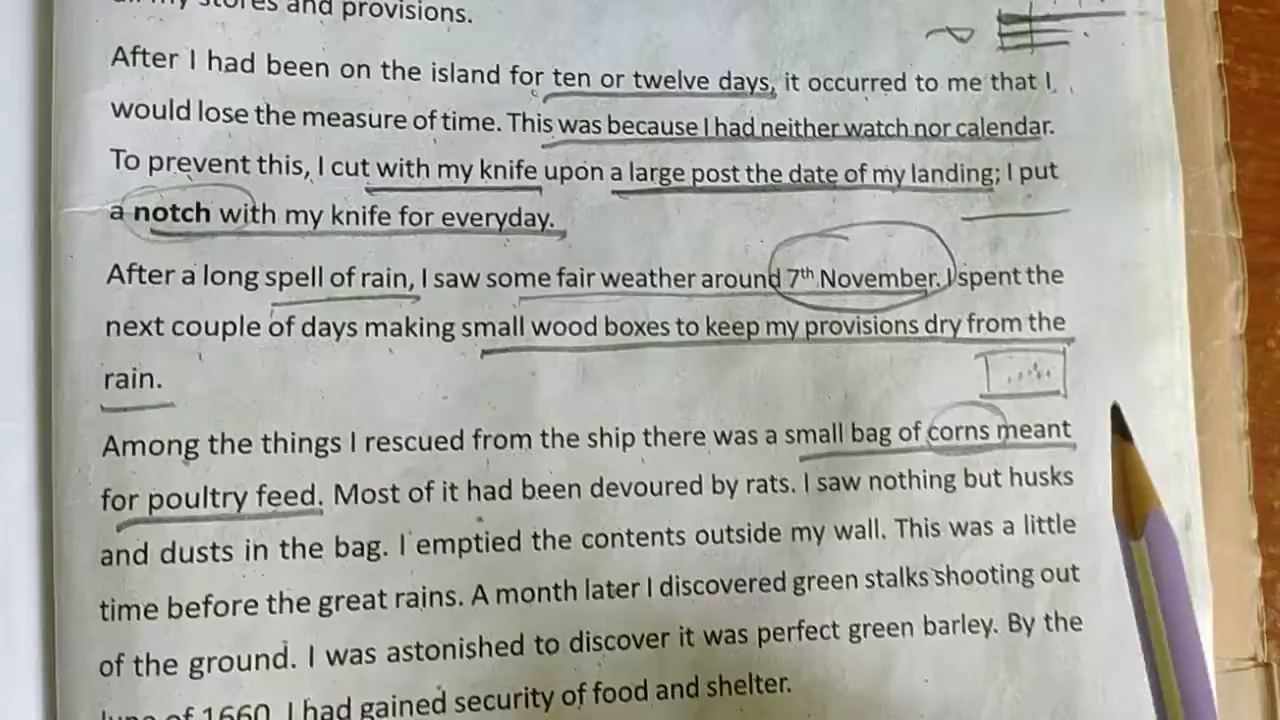 my stores and provisions.
After I had been on the island for ten or twelve days, it occurred to me that I
would lose the measure of time. This was because I had neither watch nor calendar.
To prevent this, I cut with my knife upon a large post the date of my landing; I put
a notch with my knife for everyday.
After a long spell of rain, I saw some fair weather around 7th November. I spent the
next couple of days making small wood boxes to keep my provisions dry from the
rain.
Among the things I rescued from the ship there was a small bag of corns meant
for poultry feed. Most of it had been devoured by rats. I saw nothing but husks
and dusts in the bag. I emptied the contents outside my wall. This was a little
time before the great rains. A month later I discovered green stalks shooting out
of the ground. I was astonished to discover it was perfect green barley. By the
June of 1660, I had gained security of food and shelter.